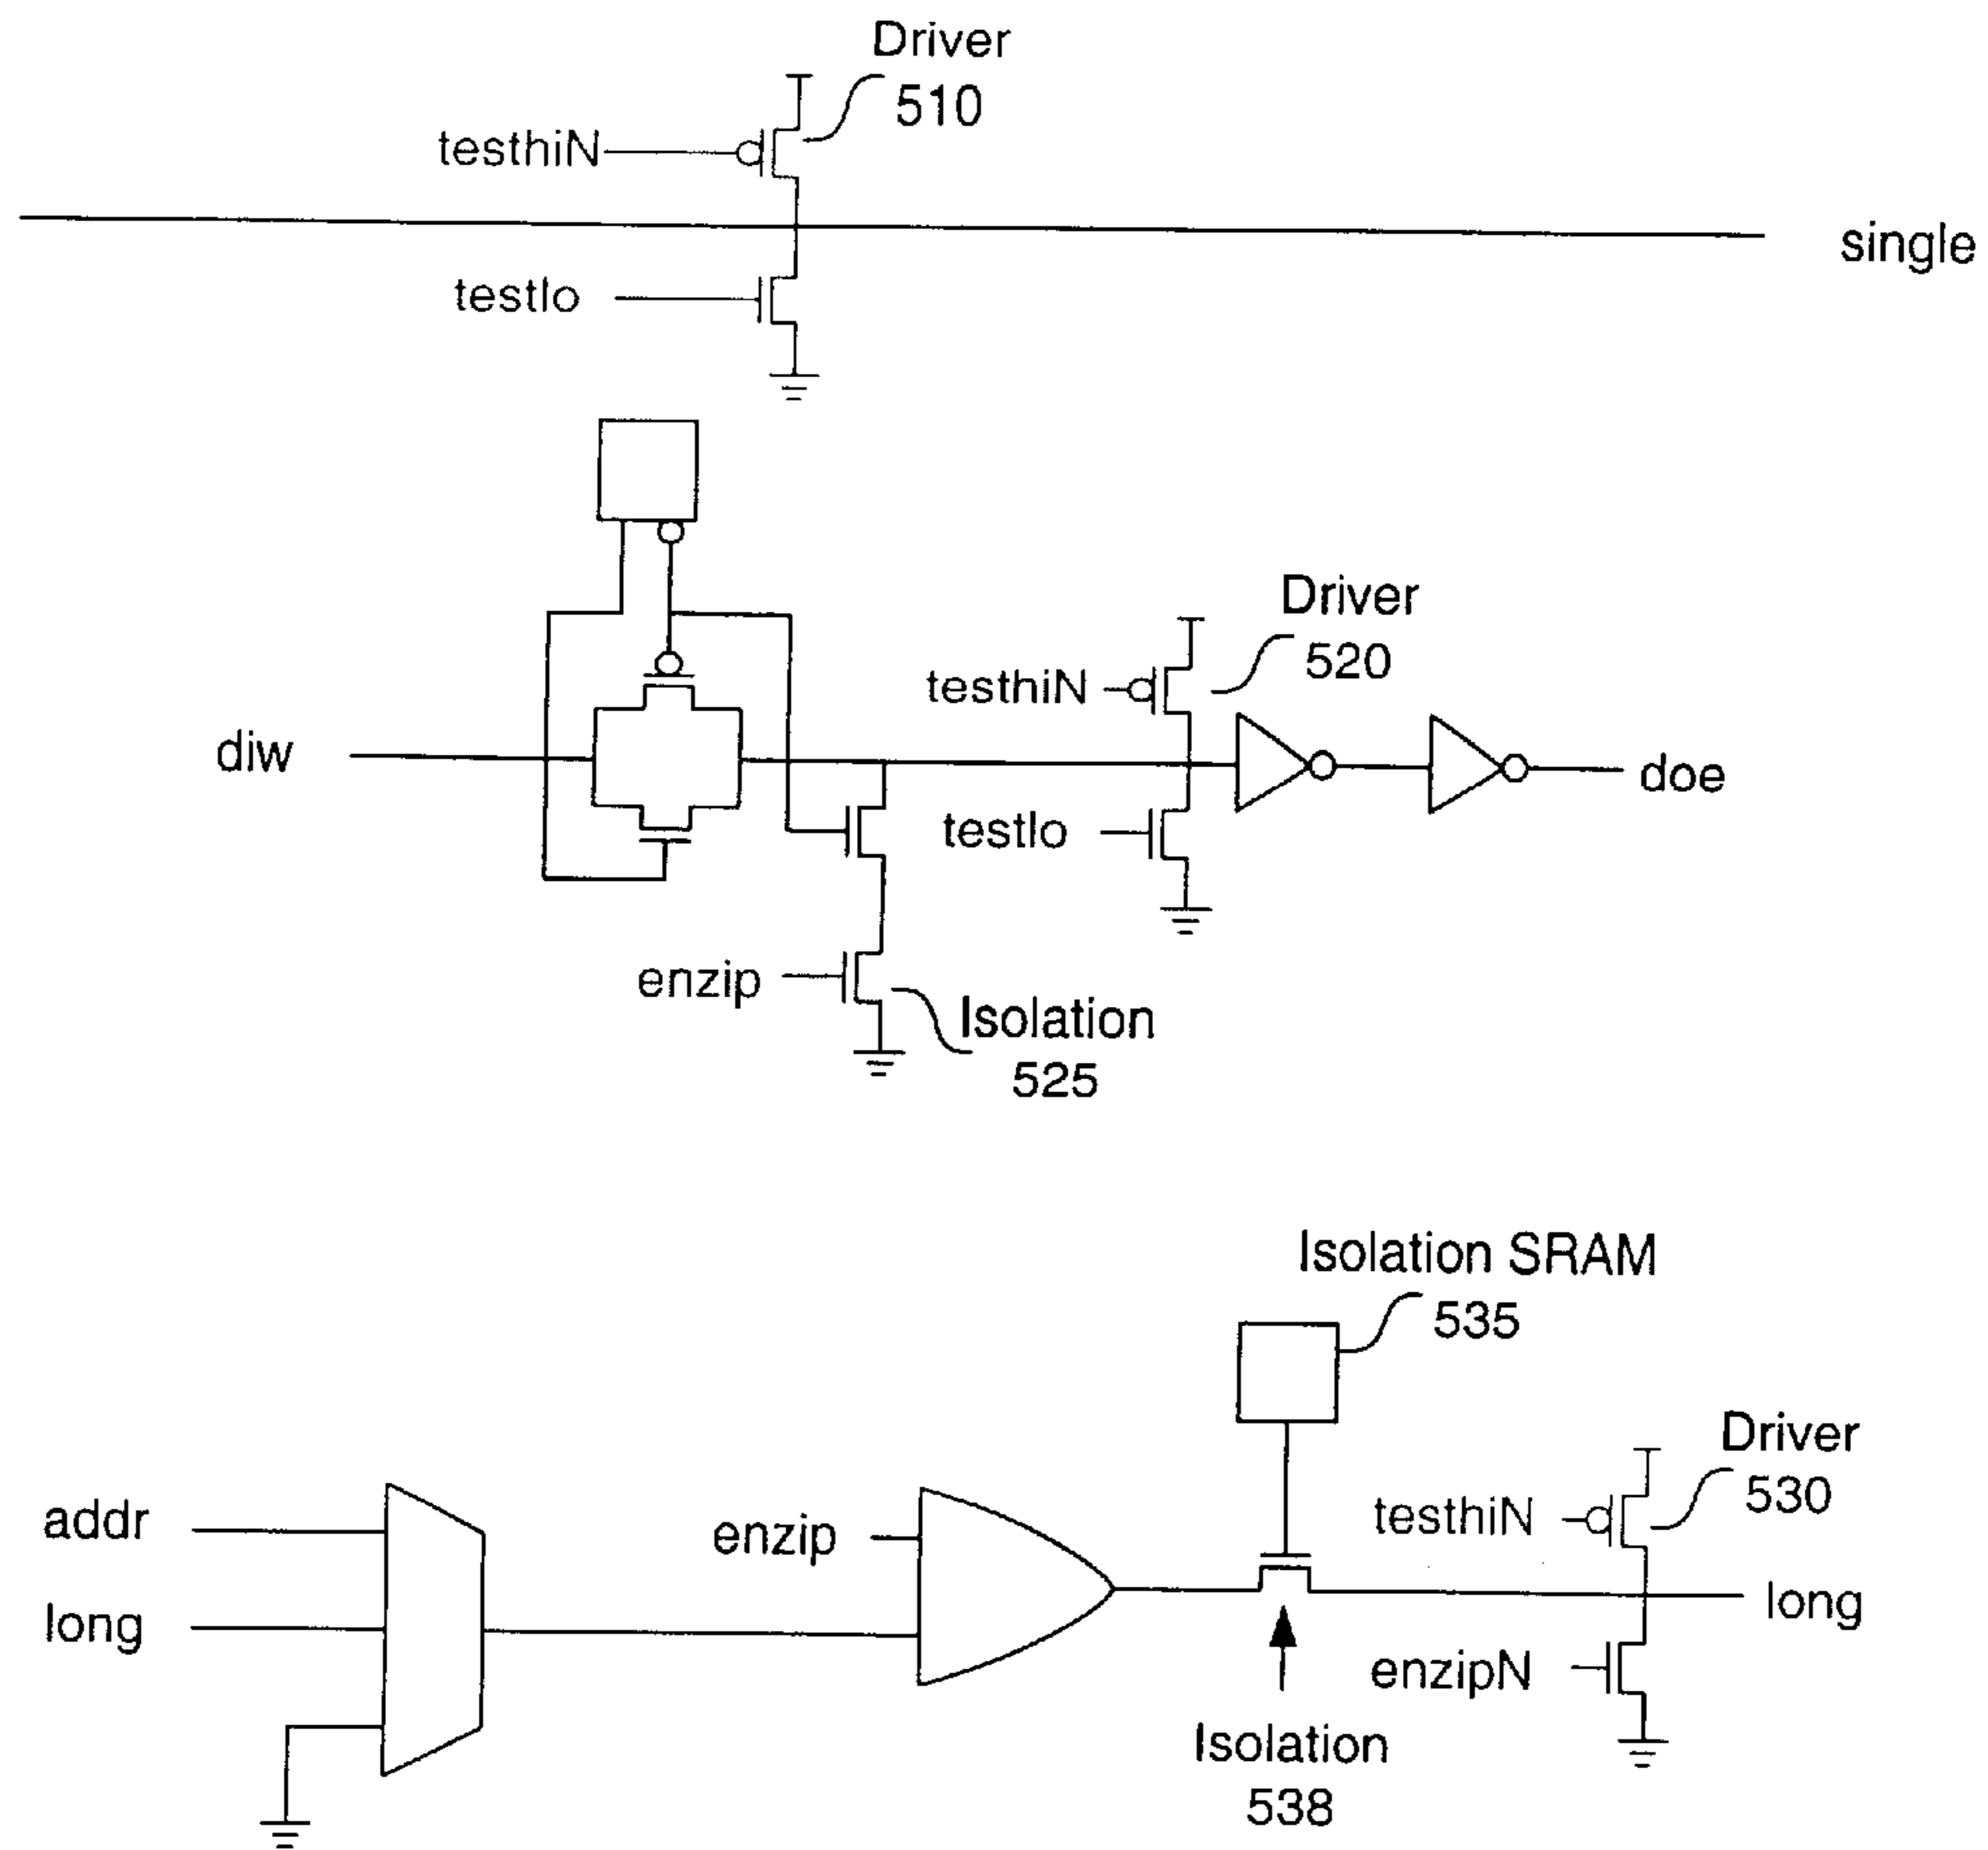 Driver
510
testhiN
single
testlo
Driver
520
testhiN
diw
doe
testlo
enzip
Isolation
525
Isolation SRAM
535
Driver
530
addr
enzip
testhiN
long
long
enzipN
Isolation
538